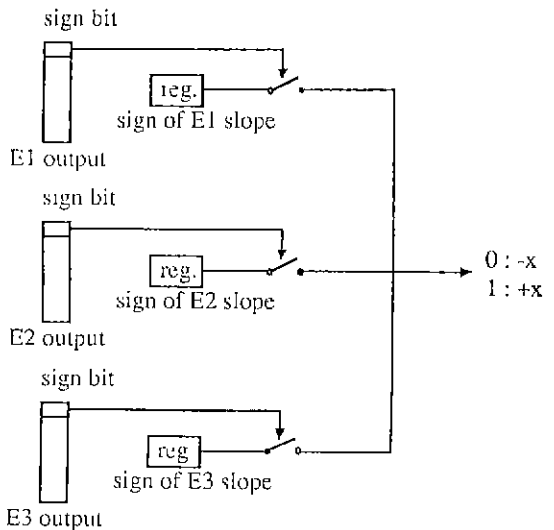 sign bit
reg.
sign of E1 slope
E1 output
sign bit
reg.
sign of E2 slope
E2 output
0 : -x
1 : +x
sign bit
reg
sign of E3 slope
E3 output